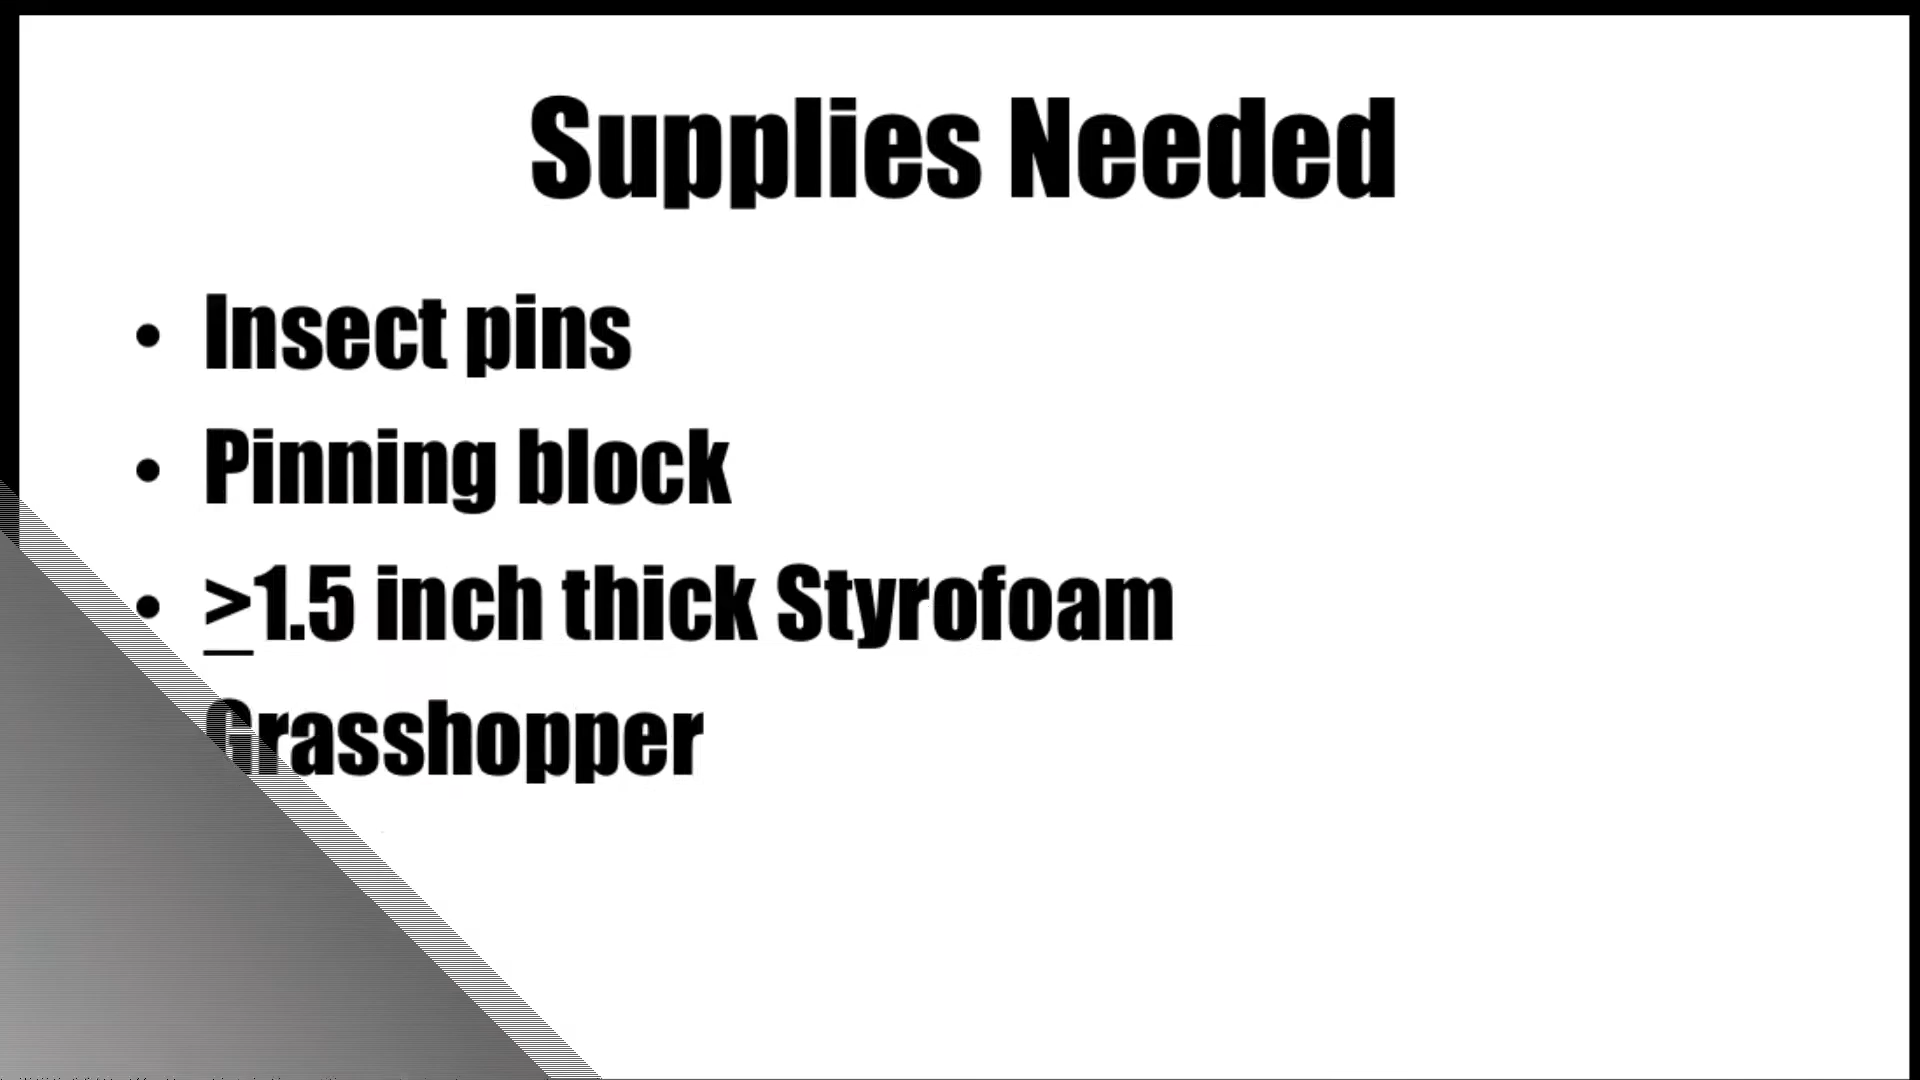 Supplies Needed
• Insect pins
• Pinning block
• >1.5 inch thick Styrofoam
Grasshopper